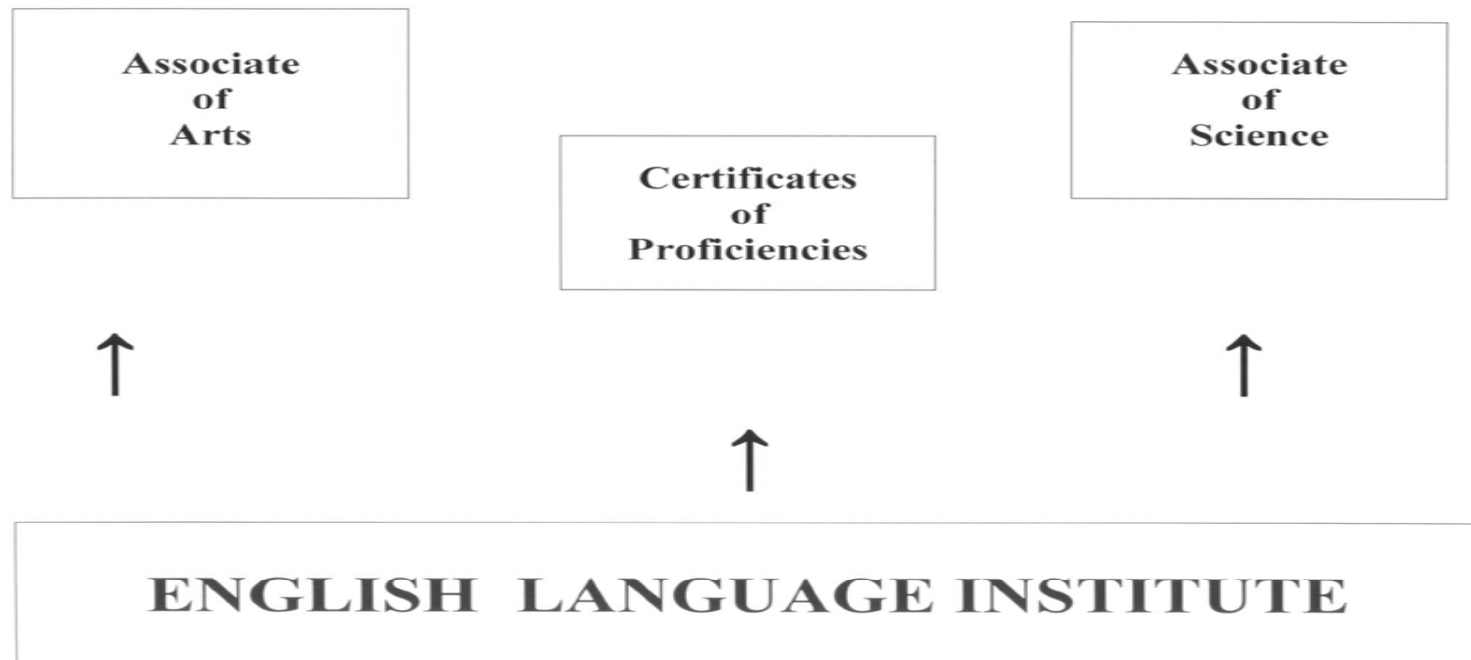 Associate
of
Arts
Certificates
of
Proficiencies
Associate
of
Science
↑
↑
↑
ENGLISH LANGUAGE INSTITUTE